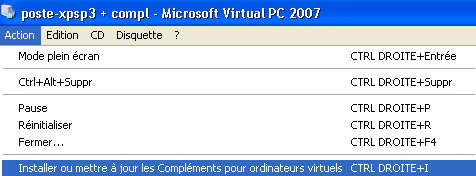 poste-xpsp3 + compl - Microsoft Virtual PC 2007
Action Edition CD Disquette ?
Mode plein écran CTRL DROITE+Entrée
Ctrl+Alt+Suppr CTRL DROITE+Suppr
Pause CTRL DROITE+P
Réinitialiser CTRL DROITE+R
Fermer... CTRL DROITE+F4
Installer ou mettre à jour les Compléments pour ordinateurs virtuels CTRL DROITE+I